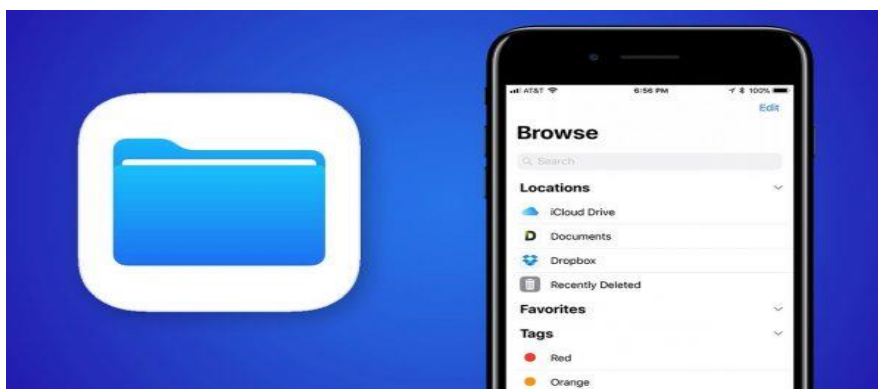 AT&T 6:56 PM 100%
Edit
Browse
Search
Locations
iCloud Drive
Documents
Dropbox
Recently Deleted
Favorites
Tags
Red
Orange